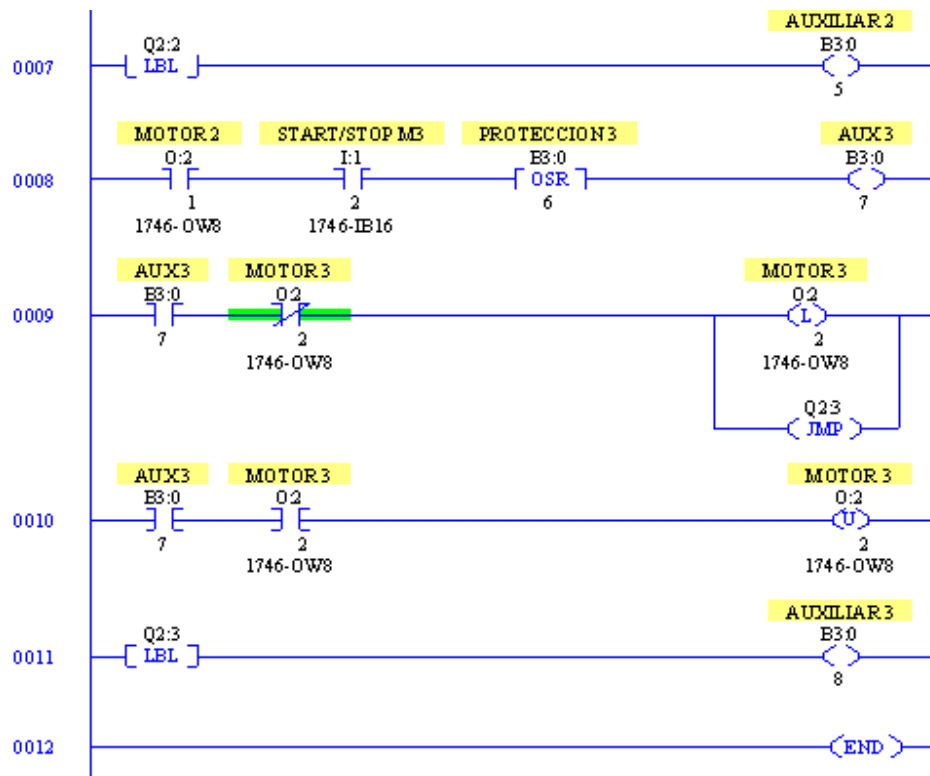 AUXILIAR 2
Q2:2
B3:0
0007
LBL
5
MOTOR 2
START/STOP M3
PROTECCION 3
AUX 3
O:2
I:1
B3:0
B3:0
0008
OSR
1
2
6
7
1746-OW8
1746-IB16
AUX 3
MOTOR 3
MOTOR 3
B3:0
O:2
O:2
0009
L
7
2
2
1746-OW8
1746-OW8
Q2:3
JMP
AUX 3
MOTOR 3
MOTOR 3
B3:0
O:2
O:2
0010
U
7
2
2
1746-OW8
1746-OW8
AUXILIAR 3
Q2:3
B3:0
0011
LBL
8
0012
END